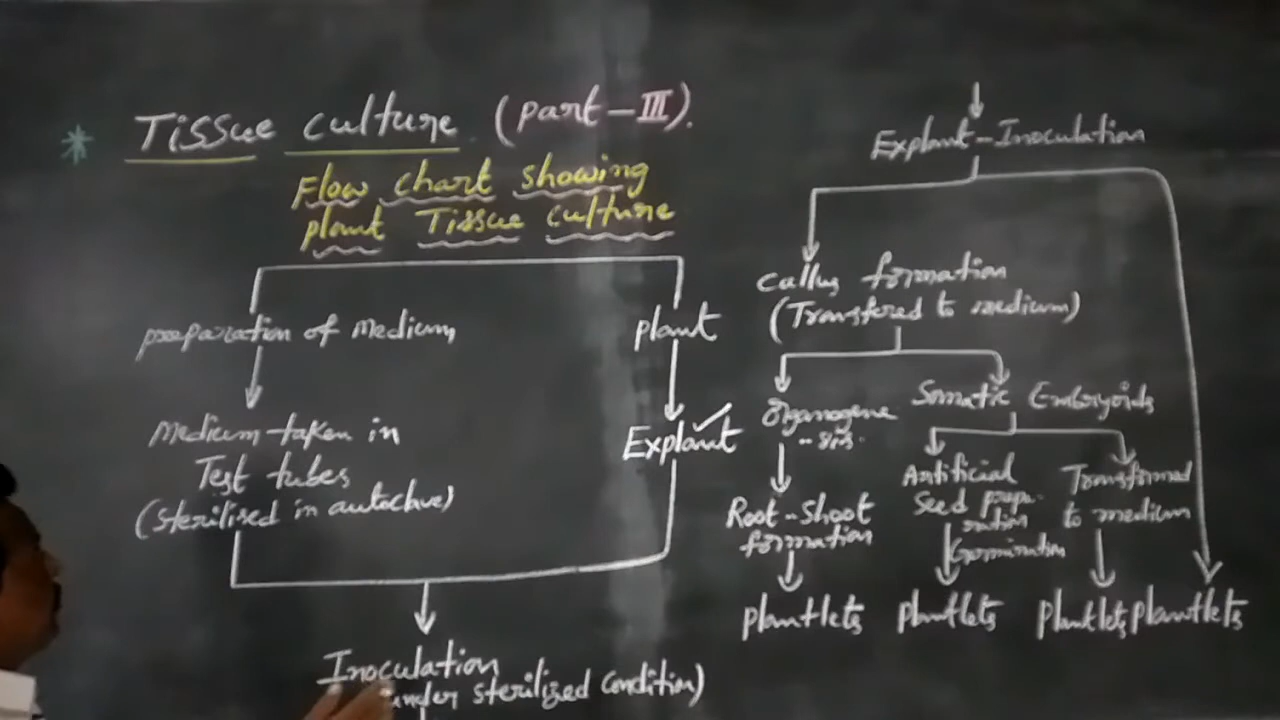 * Tissue culture (part-III).
Flow chart showing
plant Tissue culture
preparation of Medium
plant
Medium taken in
Test tubes
(sterilised in autoclave)
Explant
Inoculation
under sterilized condition)
Explant-Inoculation
Callus formation
(Transfered to medium)
Organogene
-sis.
Somatic Embryoids
Root-Shoot
formation
Artificial
Seed prepa-
ration
Germination
Transformed
to medium
plantlets
plantlets
plantlets
plantlets